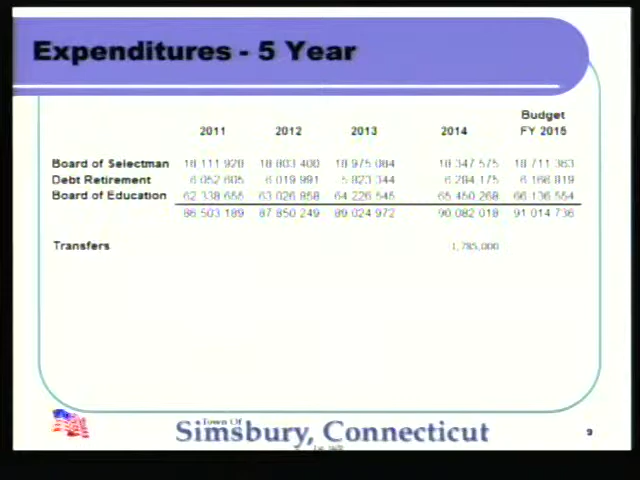 Expenditures - 5 Year
Budget
2011 2012 2013 2014 FY 2015
Board of Selectman 18,111,928 18,803,400 18,975,084 18,347,575 18,711,363
Debt Retirement 6,052,605 6,019,991 5,823,344 6,284,175 6,166,819
Board of Education 62,338,655 63,026,858 64,226,545 65,450,268 66,136,554
86,503,189 87,850,249 89,024,972 90,082,018 91,014,736
Transfers 1,785,000
Town Of
Simsbury, Connecticut
9